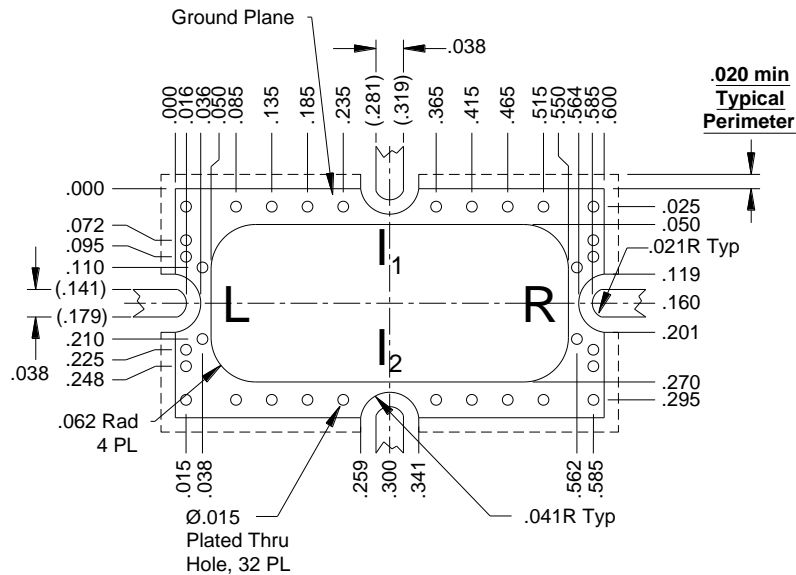 Ground Plane
.038
.020 min
Typical
Perimeter
.000
.016
.036
.050
.085
.135
.185
.235
(.281)
(.319)
.365
.415
.465
.515
.550
.564
.585
.600
.000
.072
.095
.110
(.141)
(.179)
.210
.225
.248
.038
.025
.050
.021R Typ
.119
.160
.201
.270
.295
I1
L
R
I2
.062 Rad
4 PL
.015
.038
.259
.300
.341
.562
.585
Ø.015
Plated Thru
Hole, 32 PL
.041R Typ